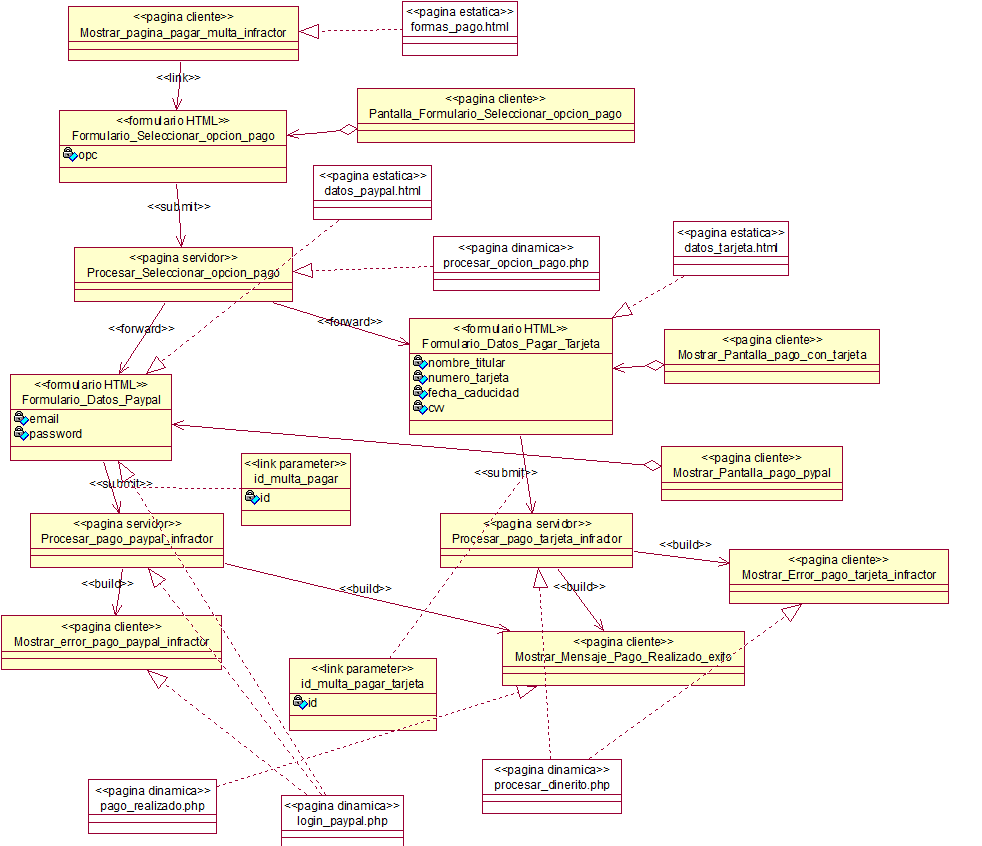 <<pagina cliente>>
Mostrar_pagina_pagar_multa_infractor
<<pagina estatica>>
formas_pago.html
<<link>>
<<pagina cliente>>
Pantalla_Formulario_Seleccionar_opcion_pago
<<formulario HTML>>
Formulario_Seleccionar_opcion_pago
opc
<<pagina estatica>>
datos_paypal.html
<<submit>>
<<pagina estatica>>
datos_tarjeta.html
<<pagina servidor>>
Procesar_Seleccionar_opcion_pago
<<pagina dinamica>>
procesar_opcion_pago.php
<<forward>>
<<forward>>
<<formulario HTML>>
Formulario_Datos_Pagar_Tarjeta
nombre_titular
numero_tarjeta
fecha_caducidad
cvv
<<pagina cliente>>
Mostrar_Pantalla_pago_con_tarjeta
<<formulario HTML>>
Formulario_Datos_Paypal
email
password
<<pagina cliente>>
Mostrar_Pantalla_pago_pypal
<<link parameter>>
id_multa_pagar
id
<<submit>>
<<submit>>
<<pagina servidor>>
Procesar_pago_paypal_infractor
<<pagina servidor>>
Procesar_pago_tarjeta_infractor
<<build>>
<<pagina cliente>>
Mostrar_Error_pago_tarjeta_infractor
<<build>>
<<build>>
<<build>>
<<pagina cliente>>
Mostrar_error_pago_paypal_infractor
<<pagina cliente>>
Mostrar_Mensaje_Pago_Realizado_exito
<<link parameter>>
id_multa_pagar_tarjeta
id
<<pagina dinamica>>
procesar_dinerito.php
<<pagina dinamica>>
pago_realizado.php
<<pagina dinamica>>
login_paypal.php